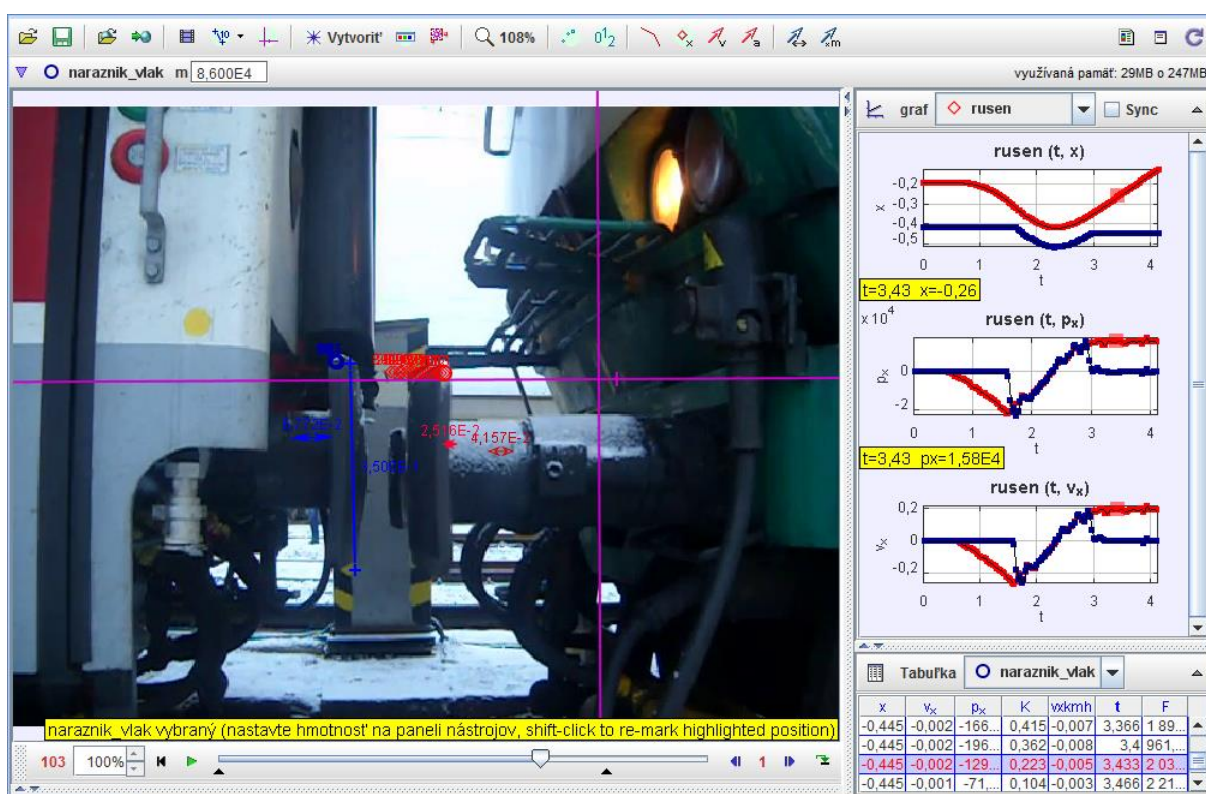 Vytvoriť 108%
naraznik_vlak m 8,600E4 využívaná pamäť: 29MB o 247MB
graf rusen Sync
rusen (t, x)
-0,2
-0,3
-0,4
-0,5
x
0 1 2 3 4
t
t=3,43 x=-0,26
x10^4
rusen (t, px)
0
-2
px
0 1 2 3 4
t
t=3,43 px=1,58E4
rusen (t, vx)
0,2
0
-0,2
vx
0 1 2 3 4
t
2,516E-2
4,157E-2
Tabuľka naraznik_vlak
x vx px K vxkmh t F
-0,445 -0,002 -166... 0,415 -0,007 3,366 1 89...
-0,445 -0,002 -196... 0,362 -0,008 3,4 961,...
-0,445 -0,002 -129... 0,223 -0,005 3,433 2 03...
-0,445 -0,001 -71,... 0,104 -0,003 3,466 2 21...
naraznik_vlak vybraný (nastavte hmotnosť na paneli nástrojov, shift-click to re-mark highlighted position)
103 100% 1